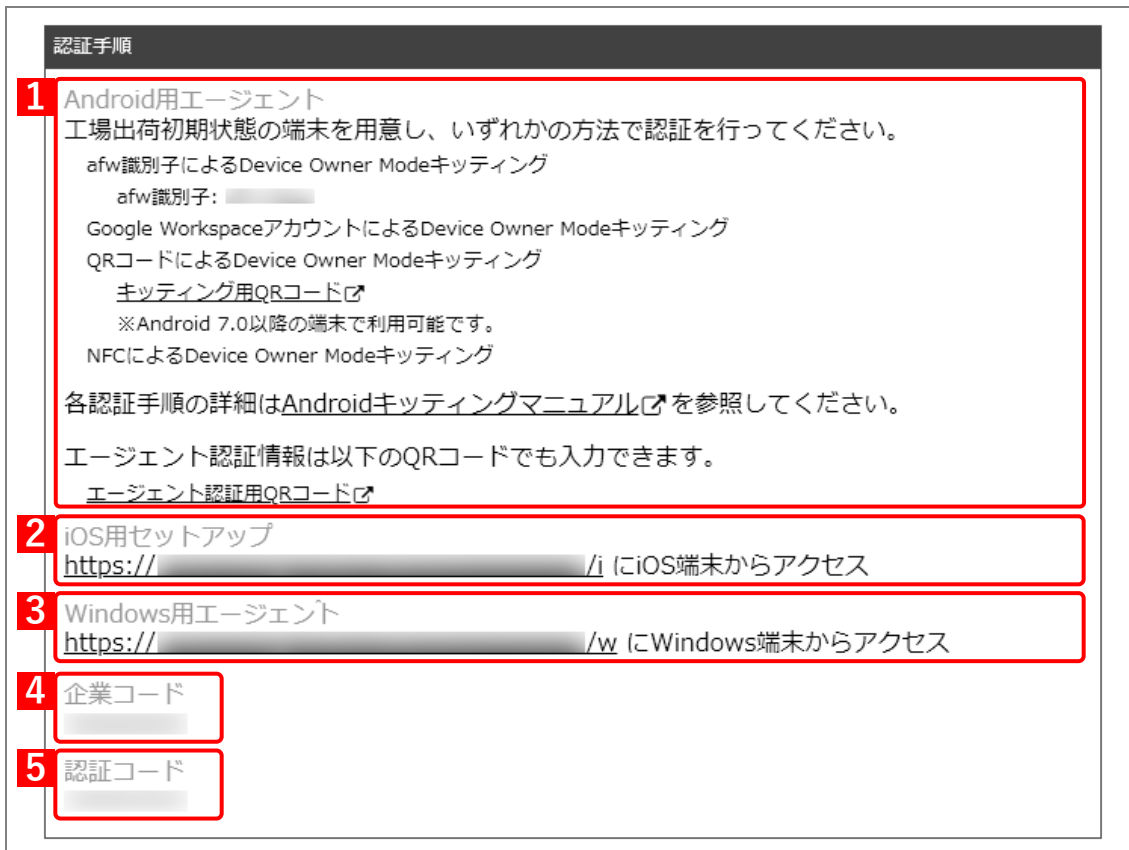 認証手順
1
Android用エージェント
工場出荷初期状態の端末を用意し、いずれかの方法で認証を行ってください。
afw識別子によるDevice Owner Modeキッティング
afw識別子:
Google WorkspaceアカウントによるDevice Owner Modeキッティング
QRコードによるDevice Owner Modeキッティング
キッティング用QRコード
※Android 7.0以降の端末で利用可能です。
NFCによるDevice Owner Modeキッティング
各認証手順の詳細はAndroidキッティングマニュアルを参照してください。
エージェント認証情報は以下のQRコードでも入力できます。
エージェント認証用QRコード
2
iOS用セットアップ
https:// /i にiOS端末からアクセス
3
Windows用エージェント
https:// /w にWindows端末からアクセス
4
企業コード
5
認証コード